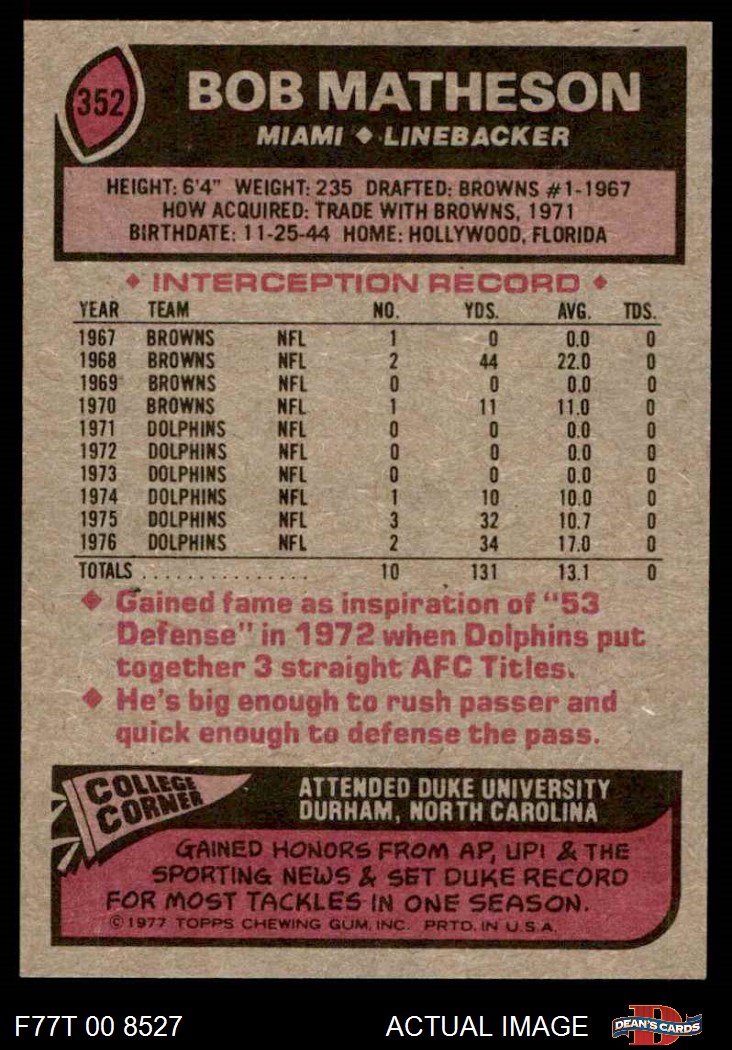 352
BOB MATHESON
MIAMI ◆ LINEBACKER
HEIGHT: 6'4" WEIGHT: 235 DRAFTED: BROWNS #1-1967
HOW ACQUIRED: TRADE WITH BROWNS, 1971
BIRTHDATE: 11-25-44 HOME: HOLLYWOOD, FLORIDA
◆ INTERCEPTION RECORD ◆
YEAR TEAM NO. YDS. AVG. TDS.
1967 BROWNS NFL 1 0 0.0 0
1968 BROWNS NFL 2 44 22.0 0
1969 BROWNS NFL 0 0 0.0 0
1970 BROWNS NFL 1 11 11.0 0
1971 DOLPHINS NFL 0 0 0.0 0
1972 DOLPHINS NFL 0 0 0.0 0
1973 DOLPHINS NFL 0 0 0.0 0
1974 DOLPHINS NFL 1 10 10.0 0
1975 DOLPHINS NFL 3 32 10.7 0
1976 DOLPHINS NFL 2 34 17.0 0
TOTALS ............... 10 131 13.1 0
◆ Gained fame as inspiration of "53
Defense" in 1972 when Dolphins put
together 3 straight AFC Titles.
◆ He's big enough to rush passer and
quick enough to defense the pass.
COLLEGE
CORNER
ATTENDED DUKE UNIVERSITY
DURHAM, NORTH CAROLINA
GAINED HONORS FROM AP, UPI & THE
SPORTING NEWS & SET DUKE RECORD
FOR MOST TACKLES IN ONE SEASON.
©1977 TOPPS CHEWING GUM, INC. PRTD. IN U.S.A.
F77T 00 8527 ACTUAL IMAGE
D
DEAN'S CARDS